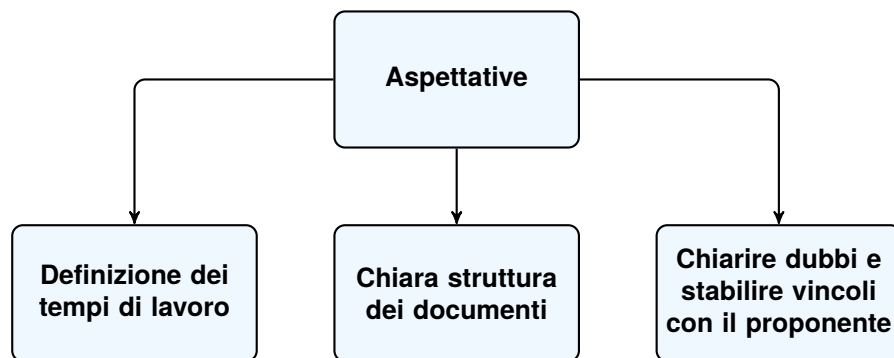 Aspettative
Definizione dei
tempi di lavoro
Chiara struttura
dei documenti
Chiarire dubbi e
stabilire vincoli
con il proponente